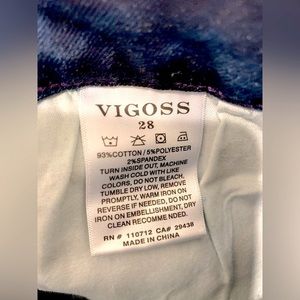 VIGOSS
28
93%COTTON / 5%POLYESTER
2%SPANDEX
TURN INSIDE OUT, MACHINE
WASH COLD WITH LIKE
COLORS, DO NOT BLEACH,
TUMBLE DRY LOW, REMOVE
PROMPTLY, WARM IRON ON
REVERSE IF NEEDED, DO NOT
IRON ON EMBELLISHMENT, DRY
CLEAN RECOMMENDED.
RN # 110712 CA# 29438
MADE IN CHINA